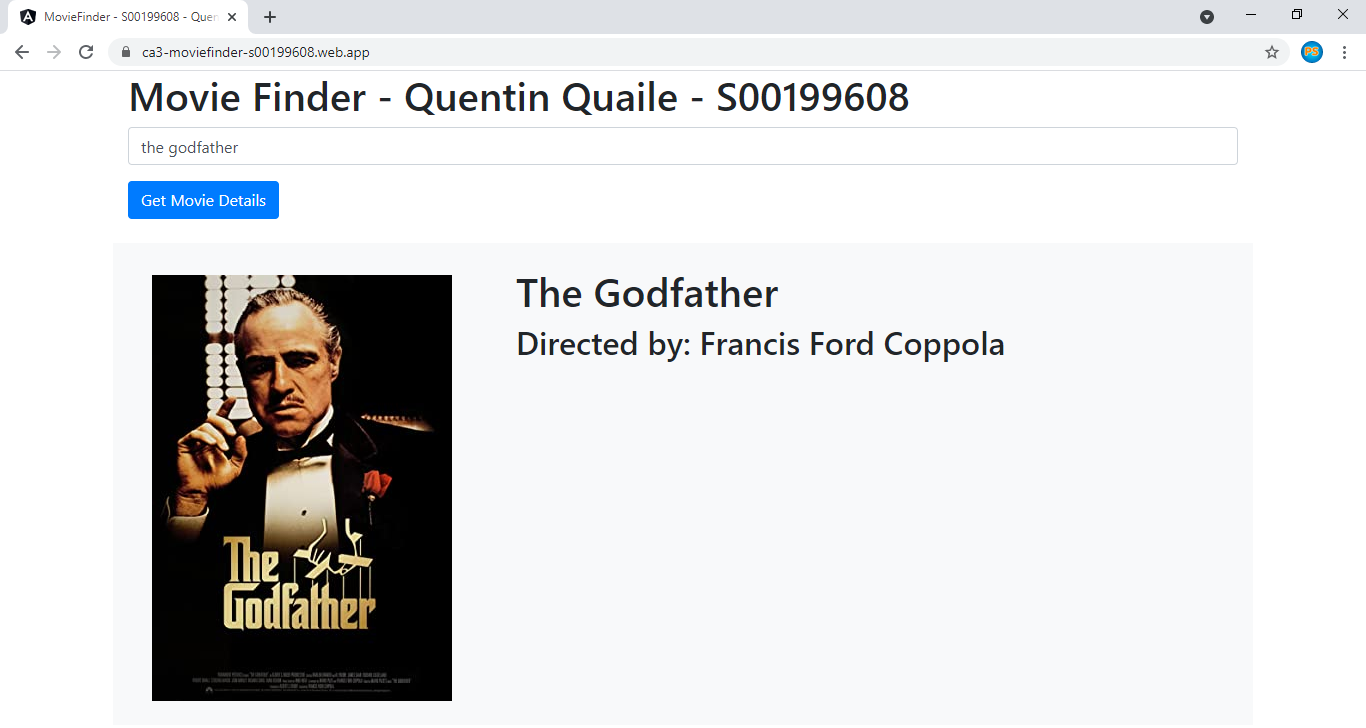 MovieFinder - S00199608 - Quen
ca3-moviefinder-s00199608.web.app
PS
Movie Finder - Quentin Quaile - S00199608
the godfather
Get Movie Details
The Godfather
Directed by: Francis Ford Coppola
The
Godfather